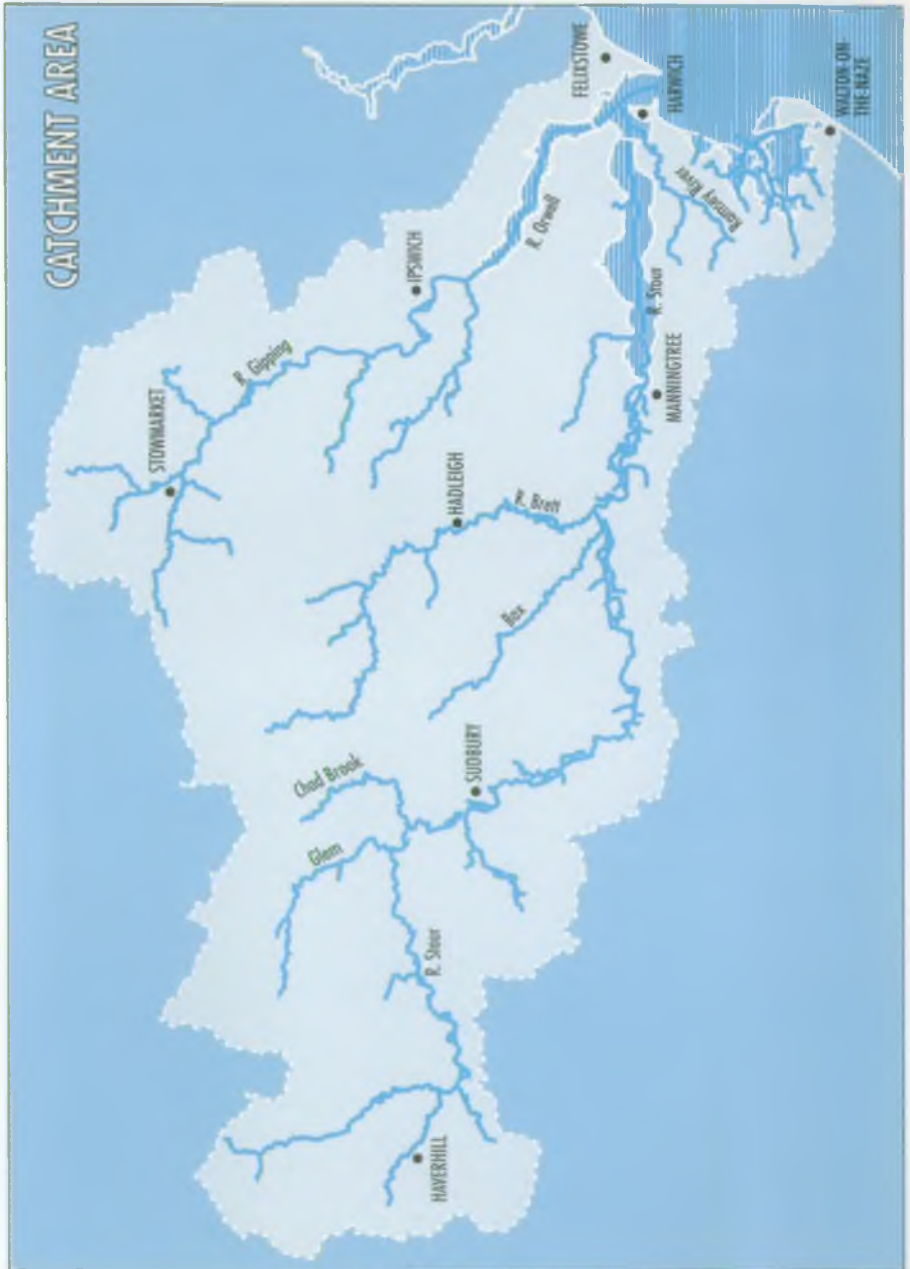 CATCHMENT AREA
STOWMARKET
R. Gipping
IPSWICH
FELIXSTOWE
HARWICH
R. Orwell
Ramsey River
WALTON-ON-
THE-NAZE
R. Stour
MANNINGTREE
HADLEIGH
R. Brett
Box
Chad Brook
Glem
SUDBURY
R. Stour
HAVERHILL